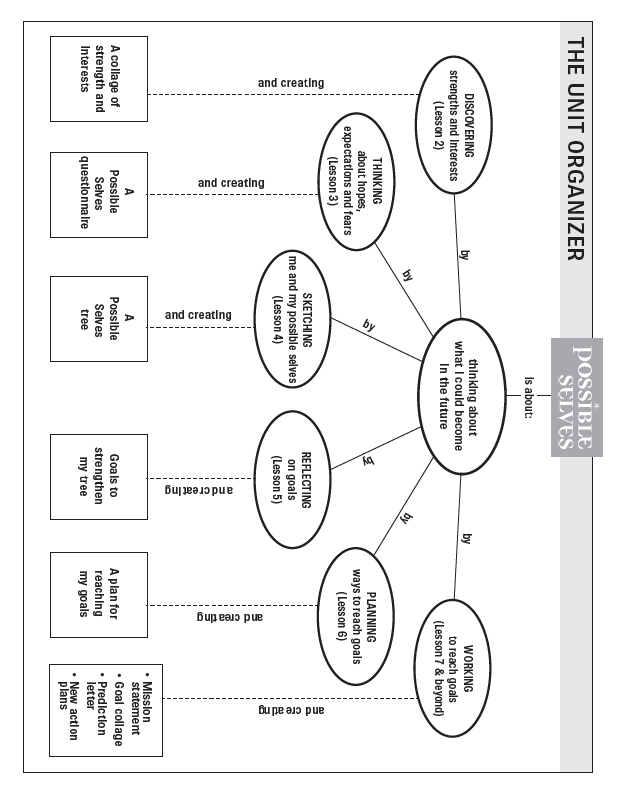 THE UNIT ORGANIZER
POSSIBLE
SELVES
Is about:
thinking about
what I could become
in the future
by
by
by
by
by
by
DISCOVERING
strengths and interests
(Lesson 2)
THINKING
about hopes,
expectations and fears
(Lesson 3)
SKETCHING
me and my possible selves
(Lesson 4)
REFLECTING
on goals
(Lesson 5)
PLANNING
ways to reach goals
(Lesson 6)
WORKING
to reach goals
(Lesson 7 & beyond)
and creating
and creating
and creating
and creating
and creating
and creating
A collage of
strength and
Interests
A
Possible
Selves
questionnaire
A
Possible
Selves
tree
Goals to
strengthen
my tree
A plan for
reaching
my goals
• Mission
statement
• Goal collage
• Prediction
letter
• New action
plans